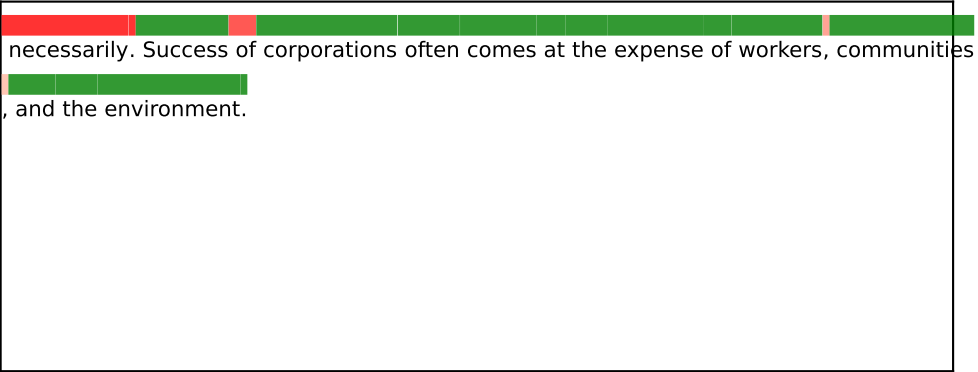 necessarily. Success of corporations often comes at the expense of workers, communities
, and the environment.